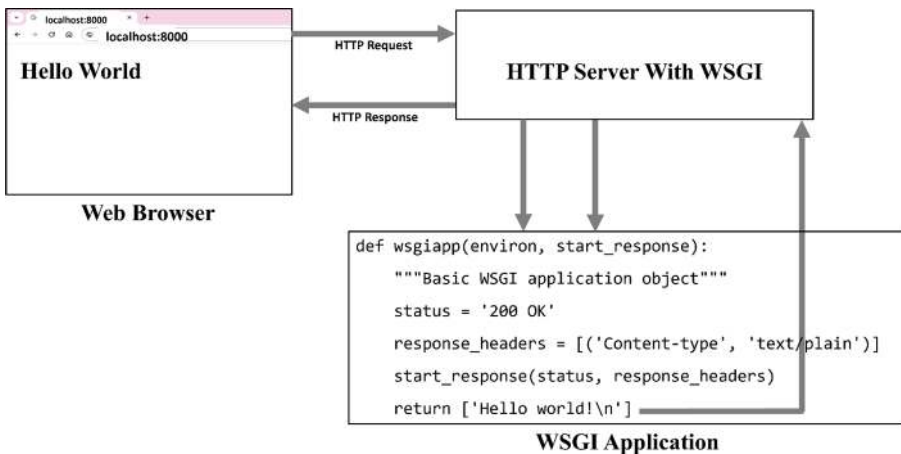 localhost:8000
localhost:8000
Hello World
Web Browser
HTTP Request
HTTP Response
HTTP Server With WSGI
def wsgiapp(environ, start_response):
"""Basic WSGI application object"""
status = '200 OK'
response_headers = [('Content-type', 'text/plain')]
start_response(status, response_headers)
return ['Hello world!\n']
WSGI Application